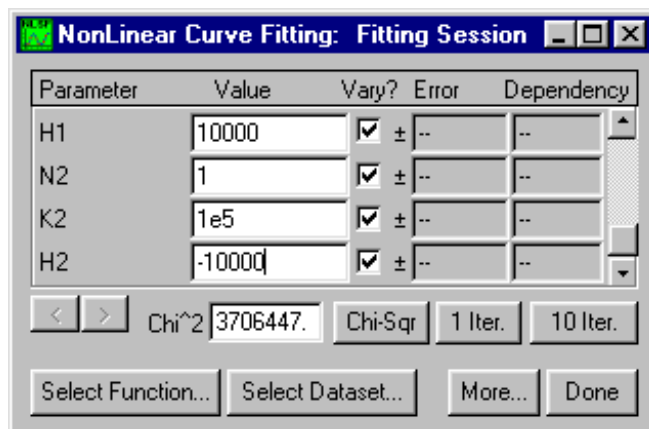 NonLinear Curve Fitting: Fitting Session
Parameter Value Vary? Error Dependency
H1 10000 ± -- --
N2 1 ± -- --
K2 1e5 ± -- --
H2 -10000 ± -- --
< > Chi^2 3706447. Chi-Sqr 1 Iter. 10 Iter.
Select Function... Select Dataset... More... Done